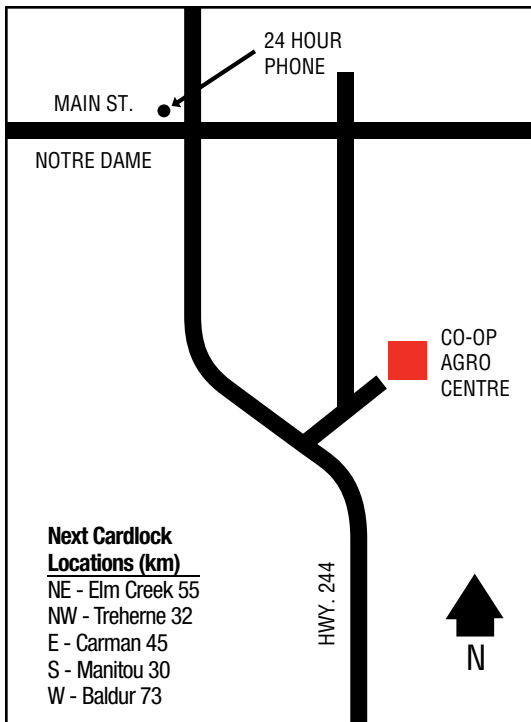 24 HOUR
PHONE
MAIN ST.
NOTRE DAME
CO-OP
AGRO
CENTRE
HWY. 244
Next Cardlock
Locations (km)
NE - Elm Creek 55
NW - Treherne 32
E - Carman 45
S - Manitou 30
W - Baldur 73
N